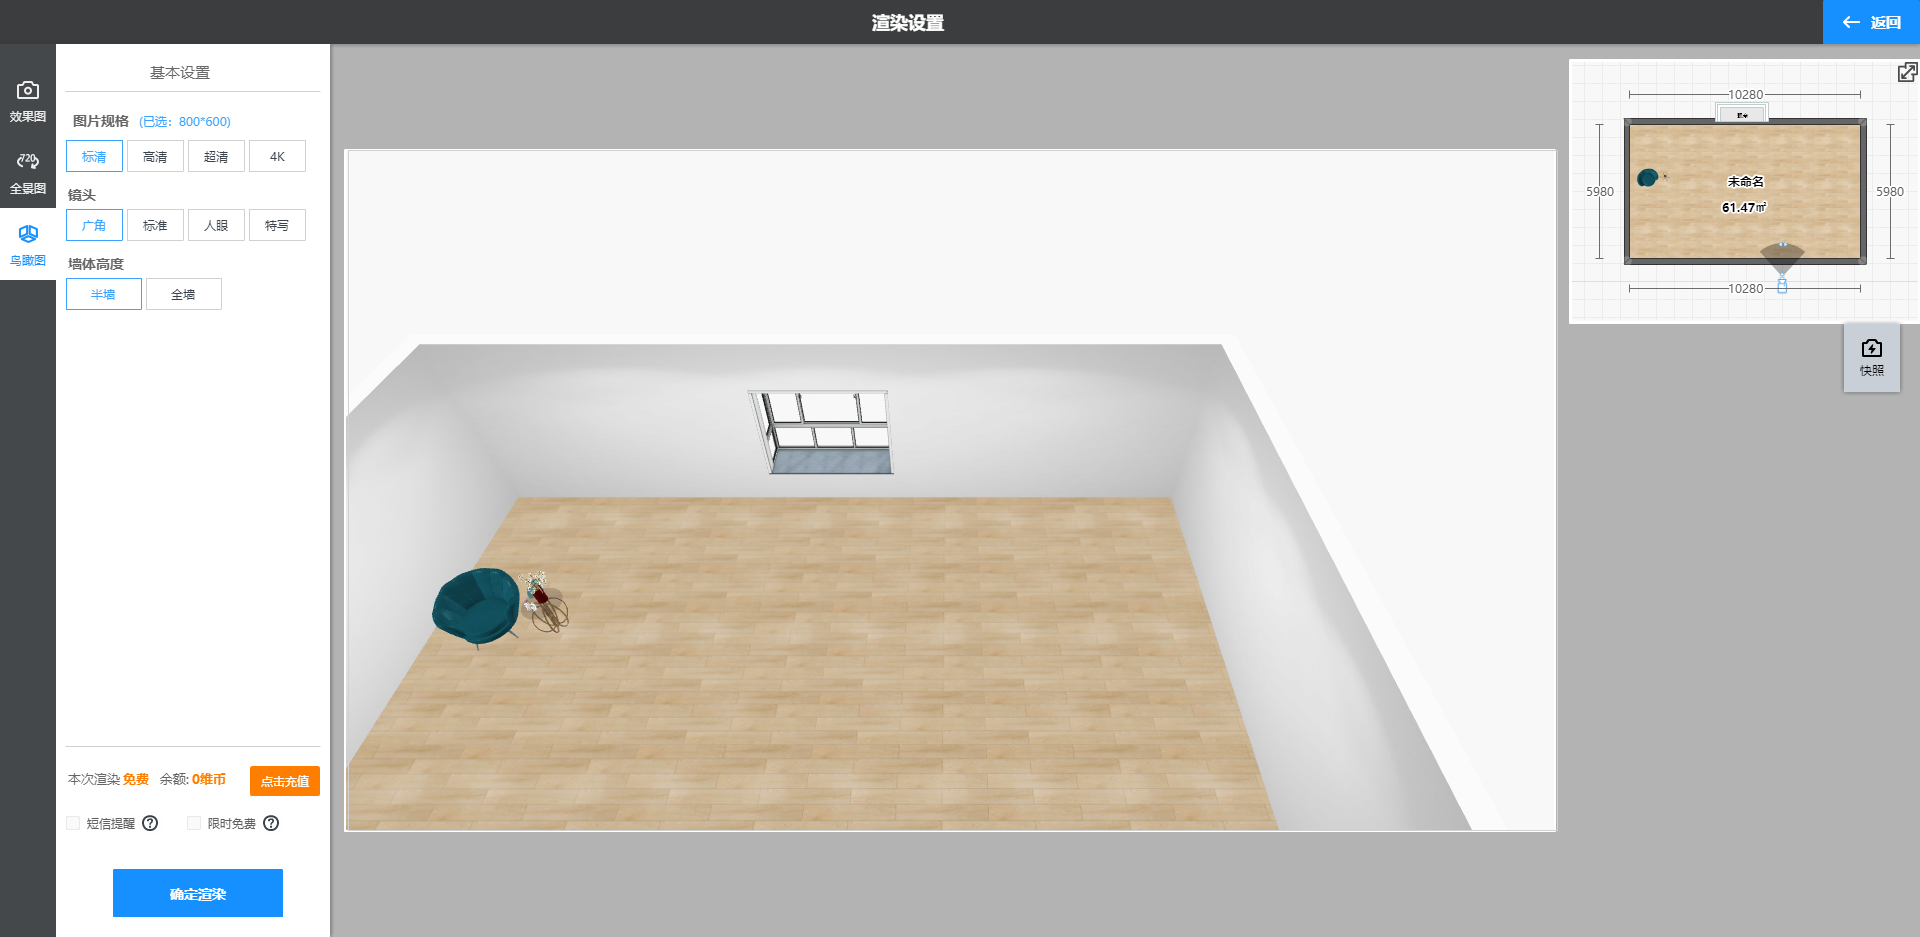 渲染设置
返回
效果图
720
全景图
鸟瞰图
基本设置
图片规格 (已选：800*600)
标清 高清 超清 4K
镜头
广角 标准 人眼 特写
墙体高度
半墙 全墙
本次渲染 免费 余额: 0维币 点击充值
短信提醒 ? 限时免费 ?
确定渲染
10280
5980 5980
未命名
61.47㎡
10280
快照